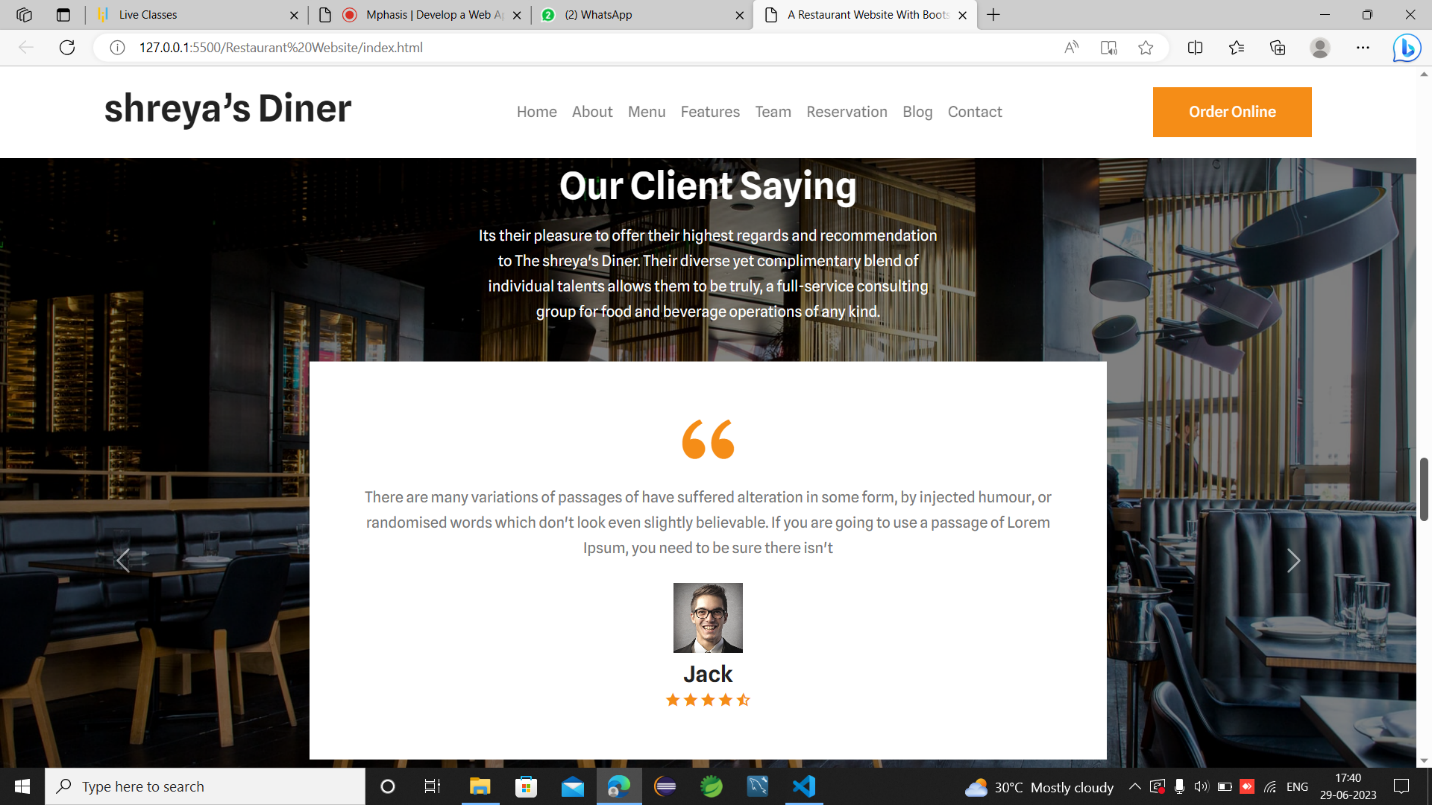 Live Classes
Mphasis | Develop a Web A
(2) WhatsApp
A Restaurant Website With Boots
127.0.0.1:5500/Restaurant%20Website/index.html
shreya’s Diner
Home About Menu Features Team Reservation Blog Contact
Order Online
Our Client Saying
Its their pleasure to offer their highest regards and recommendation
to The shreya's Diner. Their diverse yet complimentary blend of
individual talents allows them to be truly, a full-service consulting
group for food and beverage operations of any kind.
There are many variations of passages of have suffered alteration in some form, by injected humour, or
randomised words which don't look even slightly believable. If you are going to use a passage of Lorem
Ipsum, you need to be sure there isn't
Jack
Type here to search
30°C Mostly cloudy
ENG
17:40
29-06-2023